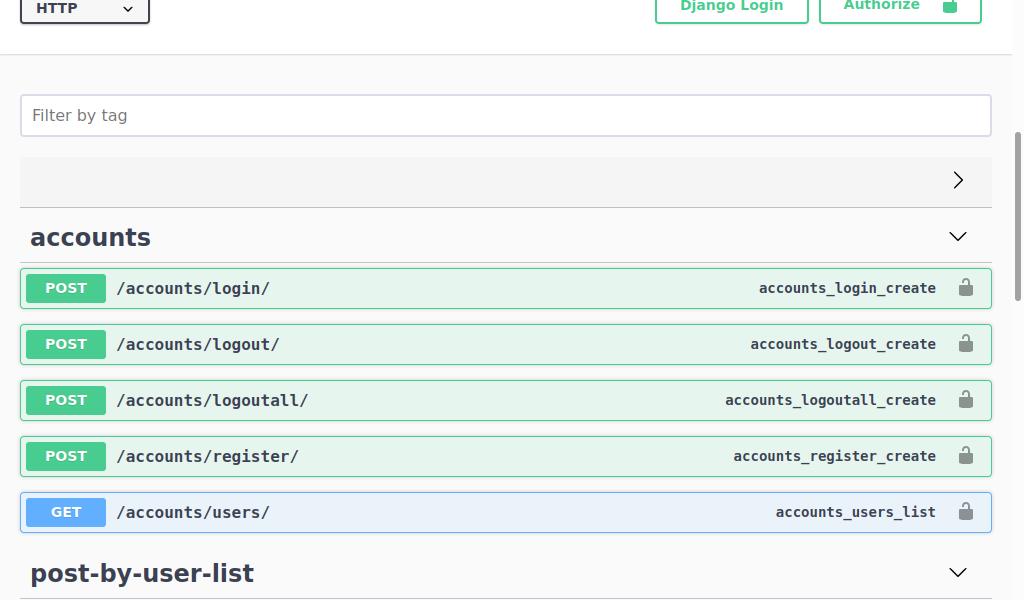 HTTP
Django Login
Authorize
Filter by tag
accounts
POST /accounts/login/ accounts_login_create
POST /accounts/logout/ accounts_logout_create
POST /accounts/logoutall/ accounts_logoutall_create
POST /accounts/register/ accounts_register_create
GET /accounts/users/ accounts_users_list
post-by-user-list